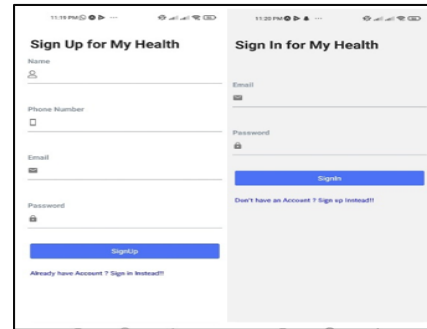 11:19 PM
Sign Up for My Health
Name
Phone Number
Email
Password
SignUp
Already have Account ? Sign in Instead!!
11:20 PM
Sign In for My Health
Email
Password
SignIn
Don't have an Account ? Sign up Instead!!